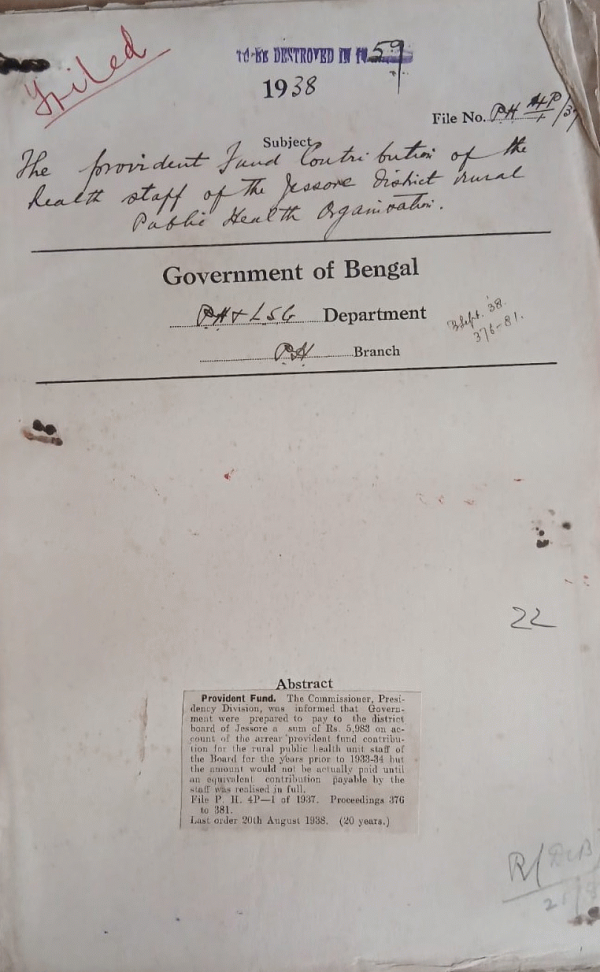 Filed
TO BE DESTROYED IN 1959
1938
File No. PH 4P/1/37
Subject
The provident Fund Contribution of the
health staff of the Jessore District rural
Public Health Organisation.
Government of Bengal
PH & LSG Department
B Sept. '38.
376-81.
PH Branch
22
Abstract
Provident Fund. The Commissioner, Presi-
dency Division, was informed that Govern-
ment were prepared to pay to the district
board of Jessore a sum of Rs. 5,983 on ac-
count of the arrear provident fund contribu-
tion for the rural public health unit staff of
the Board for the years prior to 1933-34 but
the amount would not be actually paid until
an equivalent contribution payable by the
staff was realised in full.
File P. H. 4P—1 of 1937. Proceedings 376
to 381.
Last order 20th August 1938. (20 years.)